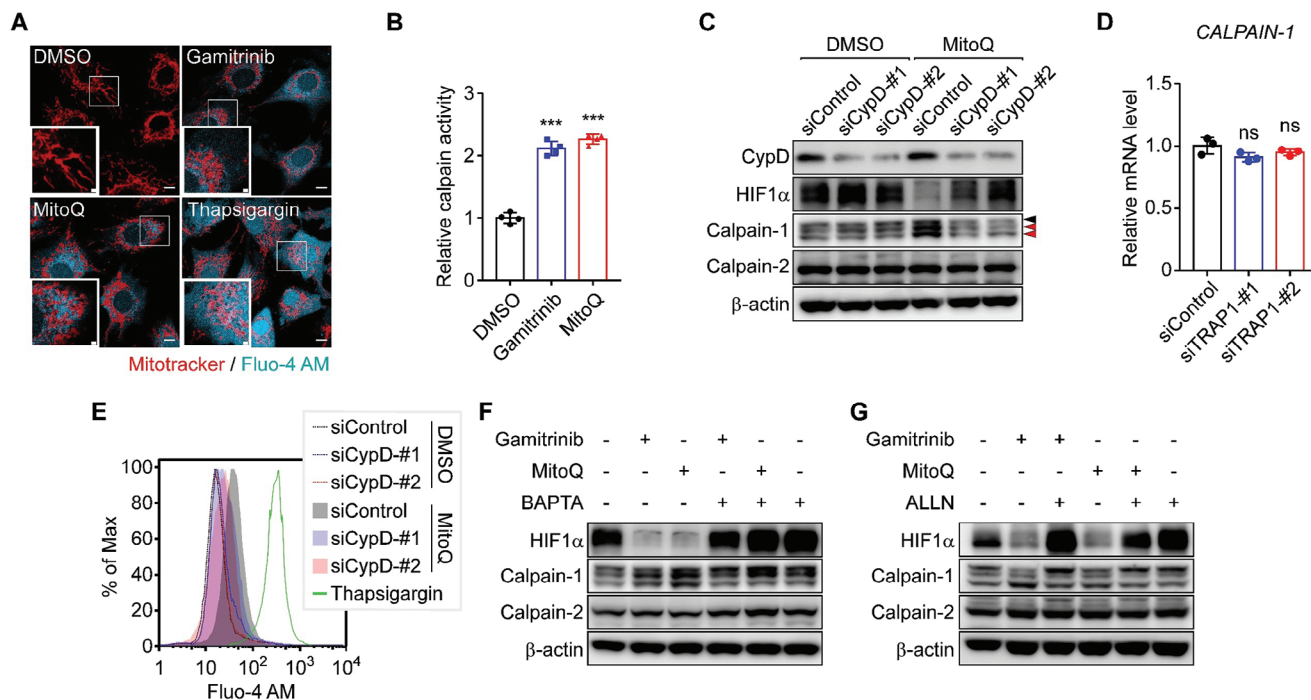 A
DMSO
Gamitrinib
MitoQ
Thapsigargin
Mitotracker / Fluo-4 AM
B
Relative calpain activity
3
2
1
0
***
***
DMSO
Gamitrinib
MitoQ
C
DMSO
MitoQ
siControl
siCypD-#1
siCypD-#2
siControl
siCypD-#1
siCypD-#2
CypD
HIF1α
Calpain-1
Calpain-2
β-actin
D
CALPAIN-1
Relative mRNA level
1.5
1.0
0.5
0.0
ns
ns
siControl
siTRAP1-#1
siTRAP1-#2
E
siControl
siCypD-#1
siCypD-#2
DMSO
siControl
siCypD-#1
siCypD-#2
MitoQ
Thapsigargin
% of Max
100
80
60
40
20
0
1 10 10² 10³ 10⁴
Fluo-4 AM
F
Gamitrinib - + - + - -
MitoQ - - + - + -
BAPTA - - - + + +
HIF1α
Calpain-1
Calpain-2
β-actin
G
Gamitrinib - + + - - -
MitoQ - - - + + -
ALLN - - + - + +
HIF1α
Calpain-1
Calpain-2
β-actin